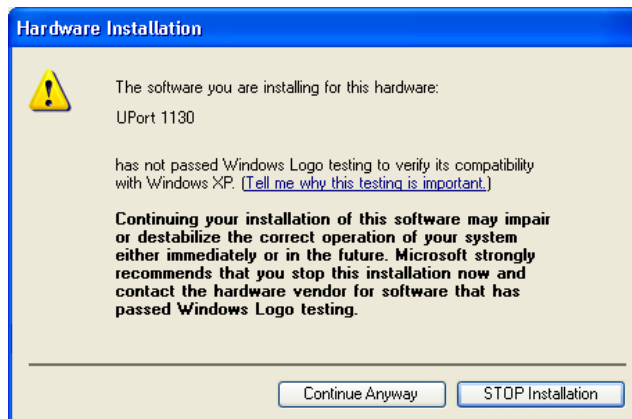 Hardware Installation
The software you are installing for this hardware:
UPort 1130
has not passed Windows Logo testing to verify its compatibility
with Windows XP. (Tell me why this testing is important.)
Continuing your installation of this software may impair
or destabilize the correct operation of your system
either immediately or in the future. Microsoft strongly
recommends that you stop this installation now and
contact the hardware vendor for software that has
passed Windows Logo testing.
Continue Anyway
STOP Installation